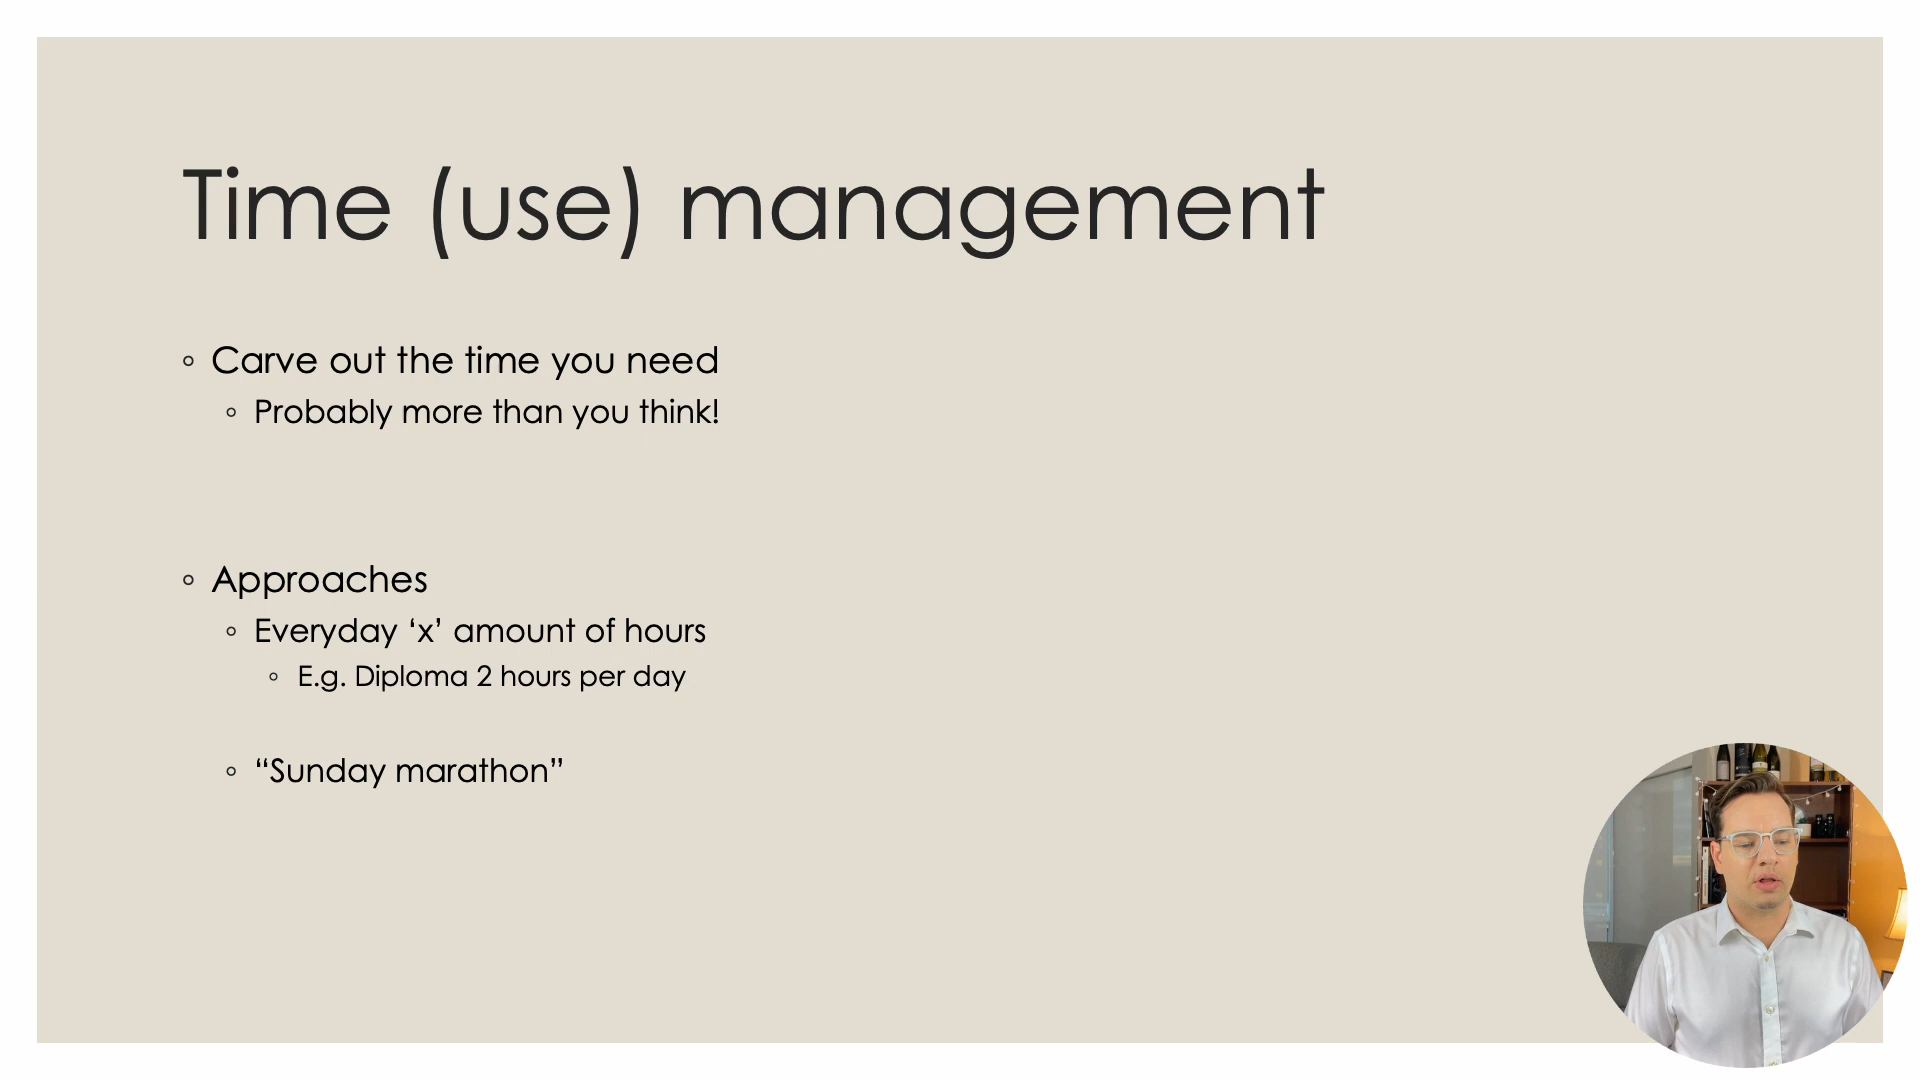 Time (use) management
Carve out the time you need
Probably more than you think!
Approaches
Everyday ‘x’ amount of hours
E.g. Diploma 2 hours per day
“Sunday marathon”